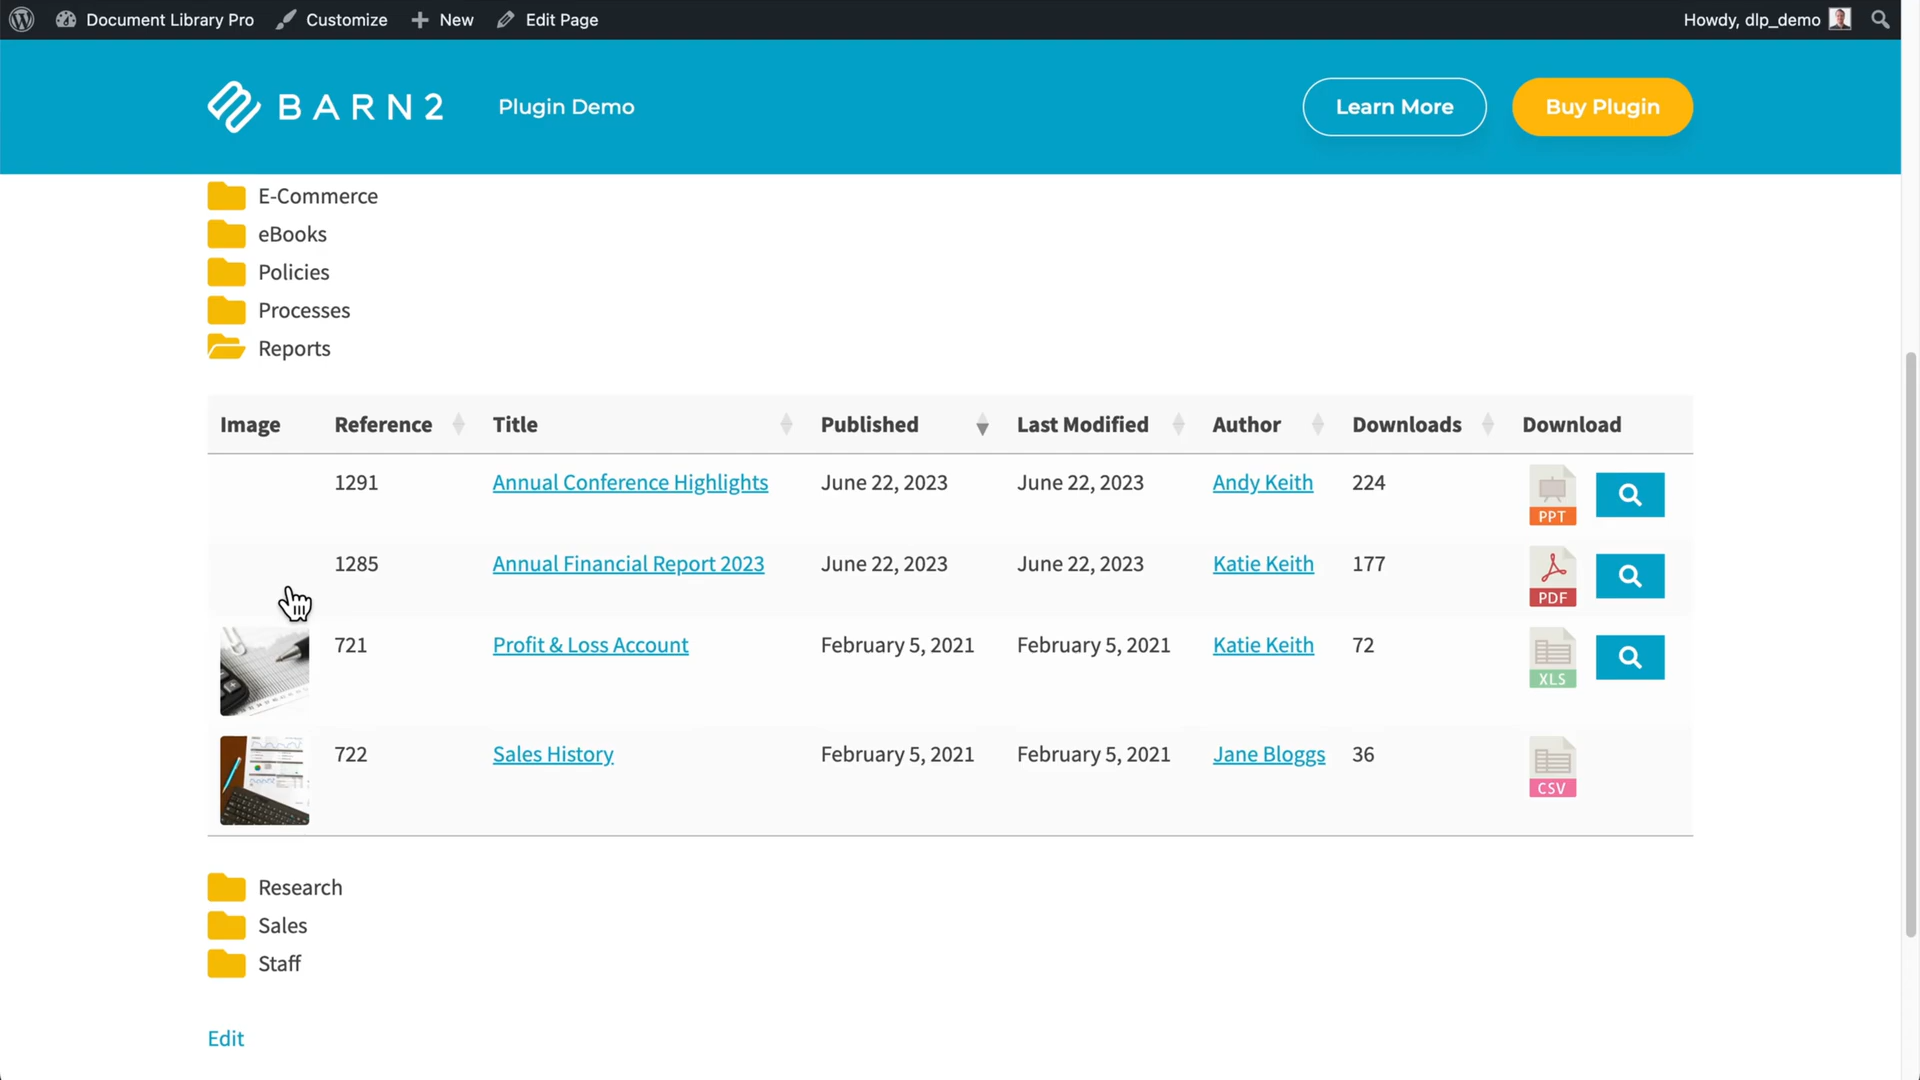 Document Library Pro Customize New Edit Page Howdy, dlp_demo
BARN2 Plugin Demo Learn More Buy Plugin
E-Commerce
eBooks
Policies
Processes
Reports
Image Reference Title Published Last Modified Author Downloads Download
1291 Annual Conference Highlights June 22, 2023 June 22, 2023 Andy Keith 224 PPT
1285 Annual Financial Report 2023 June 22, 2023 June 22, 2023 Katie Keith 177 PDF
721 Profit & Loss Account February 5, 2021 February 5, 2021 Katie Keith 72 XLS
722 Sales History February 5, 2021 February 5, 2021 Jane Bloggs 36 CSV
Research
Sales
Staff
Edit